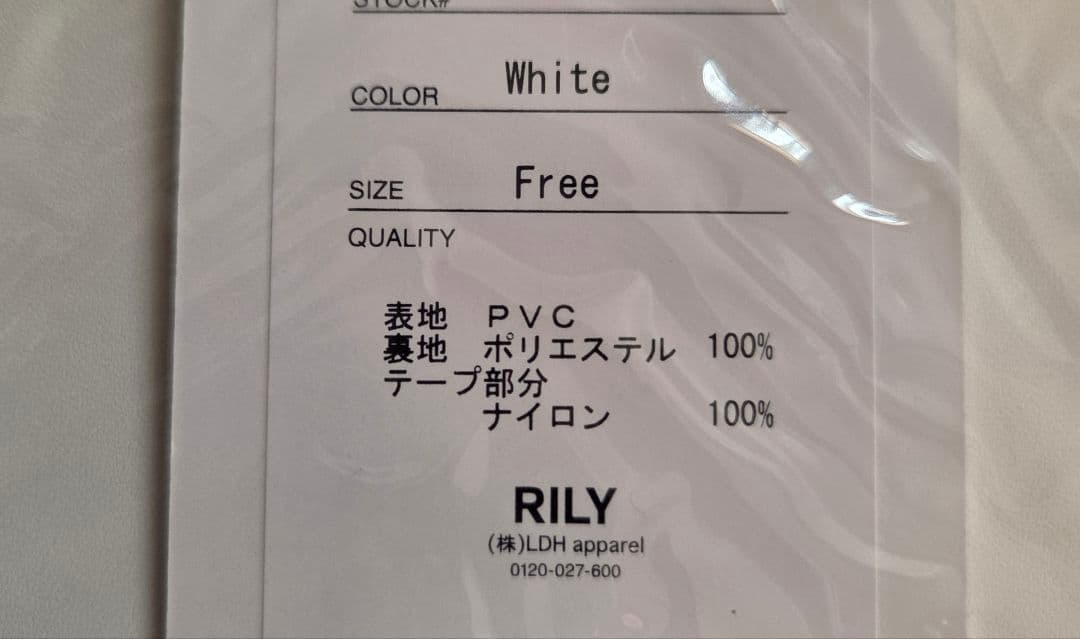 STOCK#
COLOR White
SIZE Free
QUALITY
表地 PVC
裏地 ポリエステル 100%
テープ部分
ナイロン 100%
RILY
(株)LDH apparel
0120-027-600